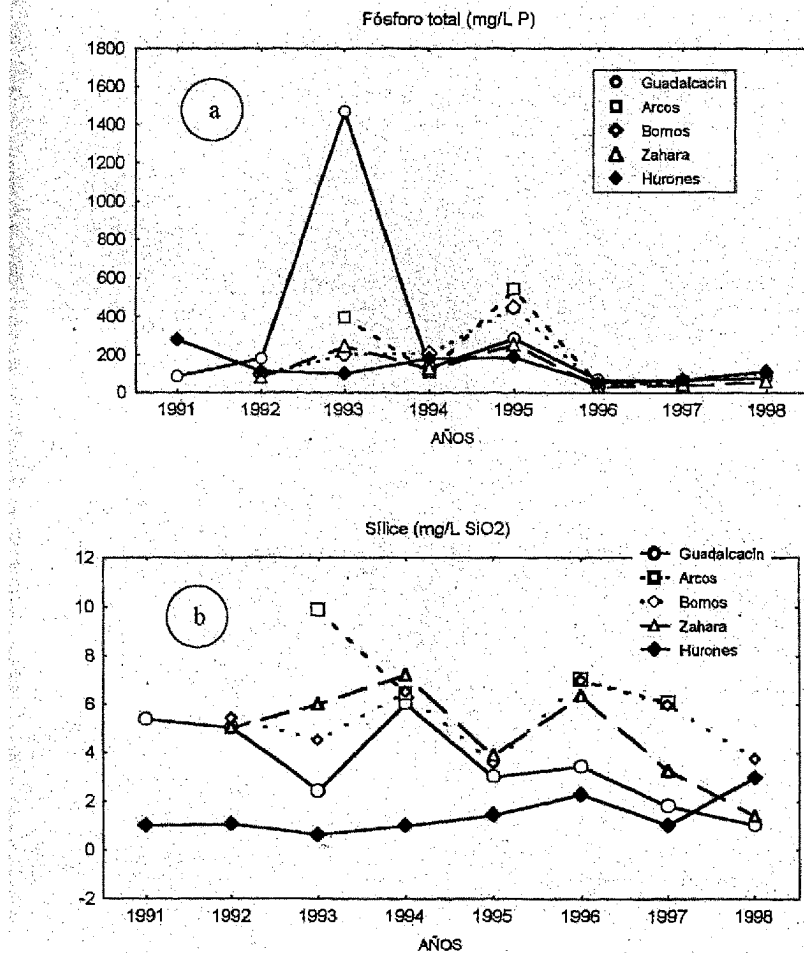 Fósforo total (mg/L P)
1800
1600
1400
1200
1000
800
600
400
200
0
a
Guadalcacín
Arcos
Bornos
Zahara
Hurones
1991 1992 1993 1994 1995 1996 1997 1998
AÑOS
Sílice (mg/L SiO2)
12
10
8
6
4
2
0
-2
b
Guadalcacín
Arcos
Bornos
Zahara
Hurones
1991 1992 1993 1994 1995 1996 1997 1998
AÑOS